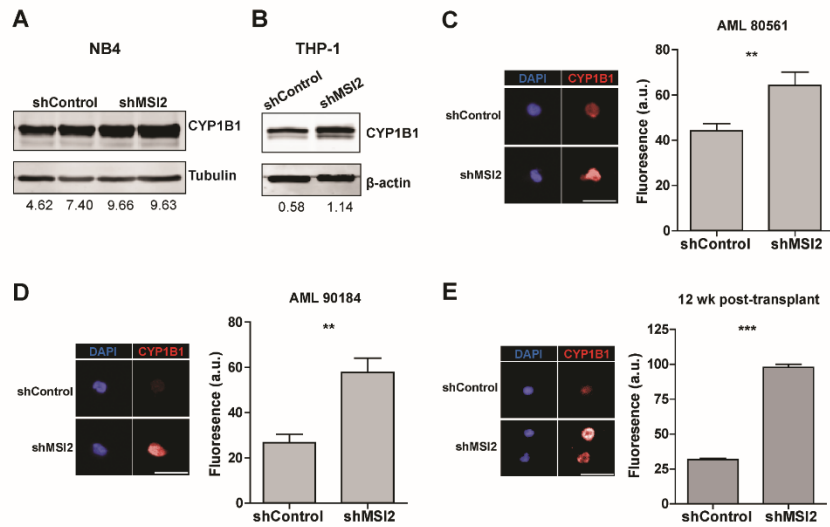 A
NB4
shControl shMSI2
CYP1B1
Tubulin
4.62 7.40 9.66 9.63
B
THP-1
shControl shMSI2
CYP1B1
β-actin
0.58 1.14
C
AML 80561
DAPI CYP1B1
shControl
shMSI2
Fluoresence (a.u.)
80
60
40
20
0
**
shControl shMSI2
D
AML 90184
DAPI CYP1B1
shControl
shMSI2
Fluoresence (a.u.)
80
60
40
20
0
**
shControl shMSI2
E
12 wk post-transplant
DAPI CYP1B1
shControl
shMSI2
Fluoresence (a.u.)
125
100
75
50
25
0
***
shControl shMSI2